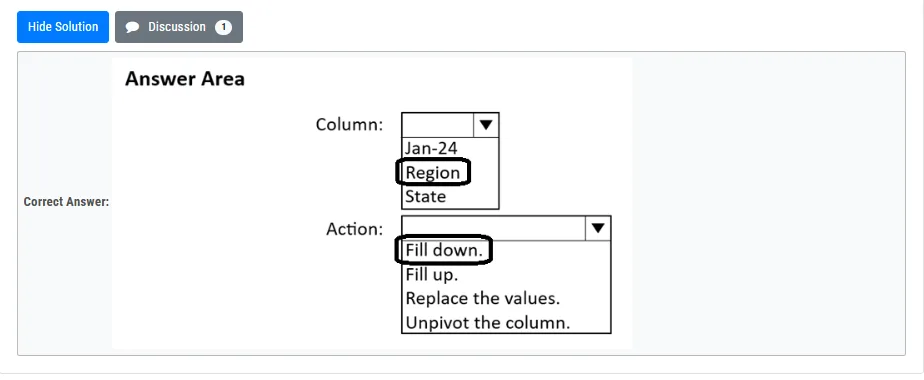 Hide Solution
Discussion 1
Answer Area
Column:
Jan-24
Region
State
Correct Answer:
Action:
Fill down.
Fill up.
Replace the values.
Unpivot the column.